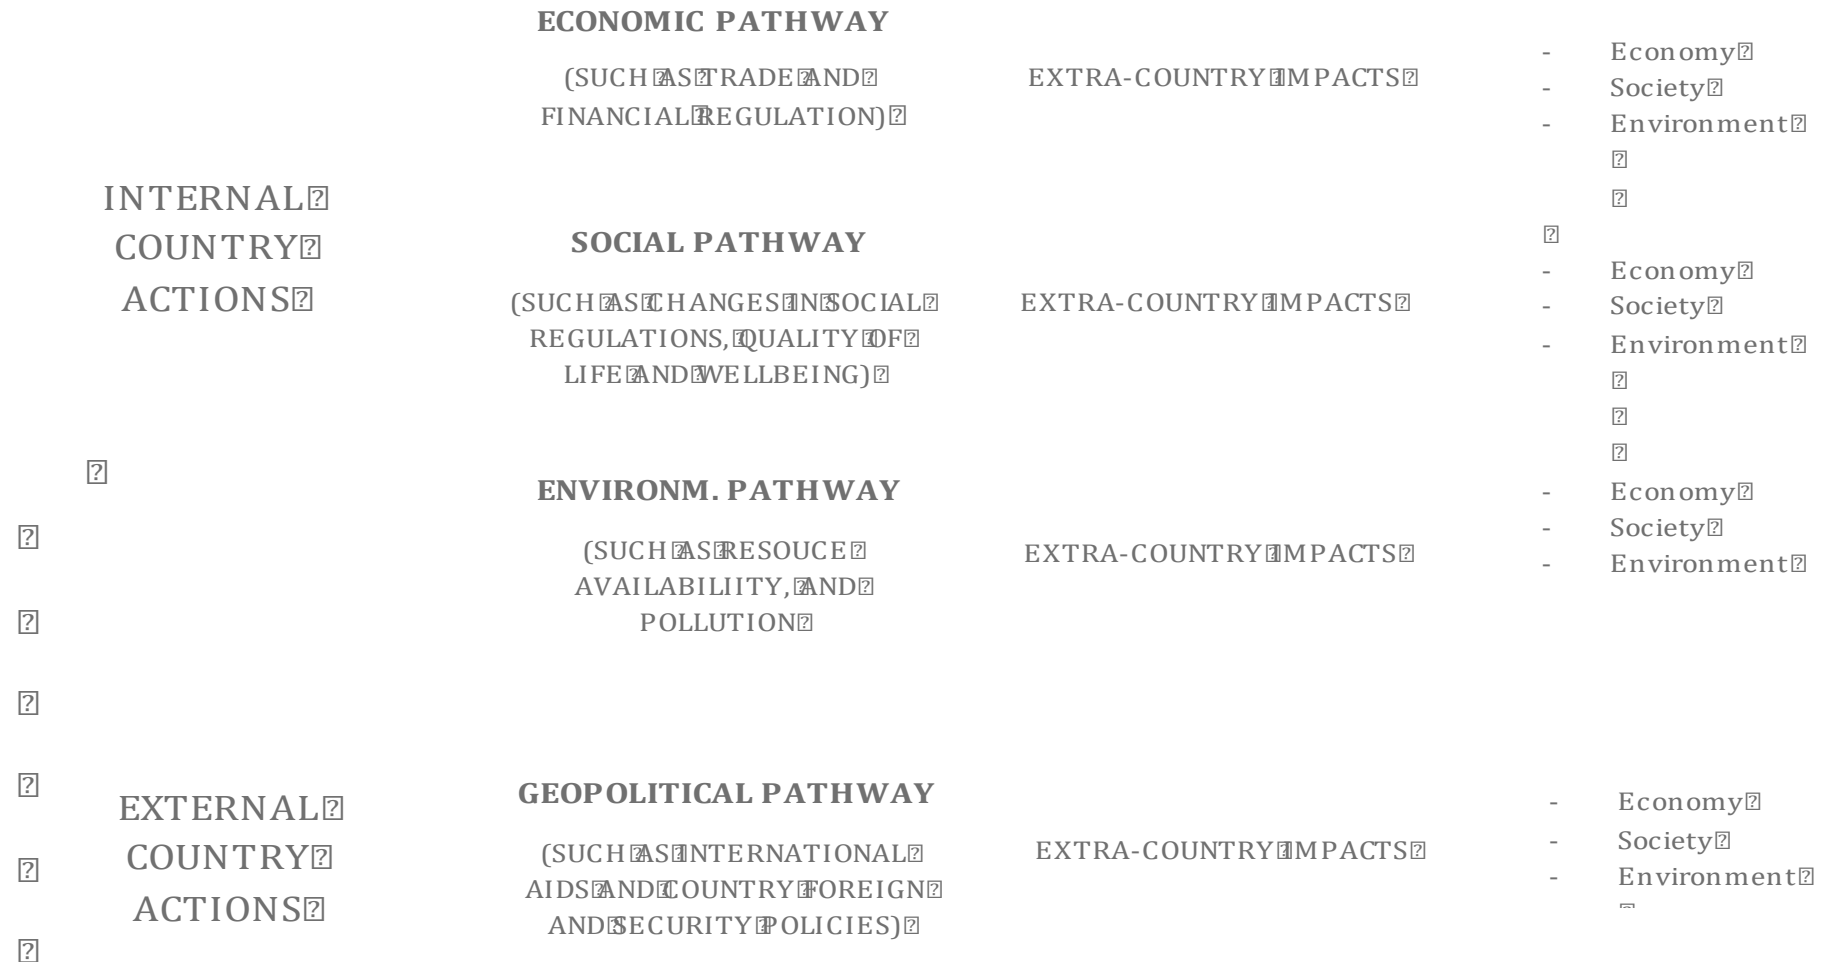 ECONOMIC PATHWAY
(SUCH AS TRADE AND
FINANCIAL REGULATION)
EXTRA-COUNTRY IMPACTS
- Economy
- Society
- Environment
INTERNAL
COUNTRY
ACTIONS
SOCIAL PATHWAY
(SUCH AS CHANGES IN SOCIAL
REGULATIONS, QUALITY OF
LIFE AND WELLBEING)
EXTRA-COUNTRY IMPACTS
- Economy
- Society
- Environment
ENVIRONM. PATHWAY
(SUCH AS RESOUCE
AVAILABILIITY, AND
POLLUTION
EXTRA-COUNTRY IMPACTS
- Economy
- Society
- Environment
EXTERNAL
COUNTRY
ACTIONS
GEOPOLITICAL PATHWAY
(SUCH AS INTERNATIONAL
AIDS AND COUNTRY FOREIGN
AND SECURITY POLICIES)
EXTRA-COUNTRY IMPACTS
- Economy
- Society
- Environment